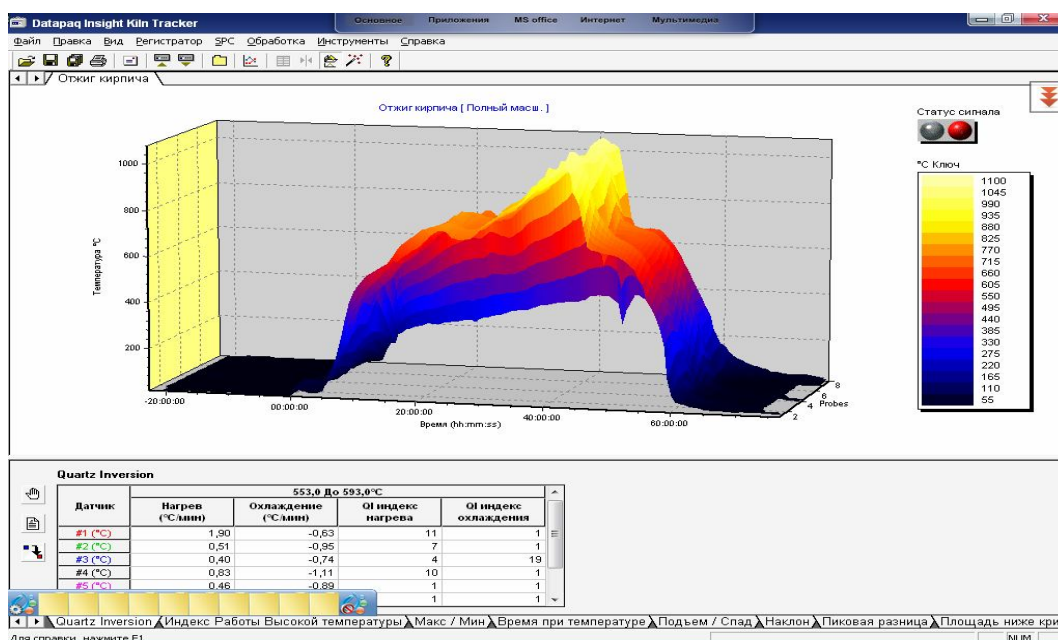 Datapaq Insight Kiln Tracker
Основное Приложения MS office Интернет Мультимедиа
Файл Правка Вид Регистратор SPC Обработка Инструменты Справка
Отжиг кирпича
Отжиг кирпича [ Полный масш. ]
Статус сигнала
°C Ключ
1100
1045
990
935
880
825
770
715
660
605
550
495
440
385
330
275
220
165
110
55
Температура °C
1000
800
600
400
200
-20:00:00
00:00:00
20:00:00
40:00:00
60:00:00
Время (hh:mm:ss)
2
4
6
8
Probes
Quartz Inversion
553,0 До 593,0°C
Датчик Нагрев (°C/мин) Охлаждение (°C/мин) QI индекс нагрева QI индекс охлаждения
#1 (°C) 1,90 -0,63 11 1
#2 (°C) 0,51 -0,95 7 1
#3 (°C) 0,40 -0,74 4 19
#4 (°C) 0,83 -1,11 10 1
#5 (°C) 0,46 -0,89 1 1
1 1
Quartz Inversion Индекс Работы Высокой температуры Макс / Мин Время при температуре Подъем / Спад Наклон Пиковая разница Площадь ниже кри
Для справки, нажмите F1 NUM